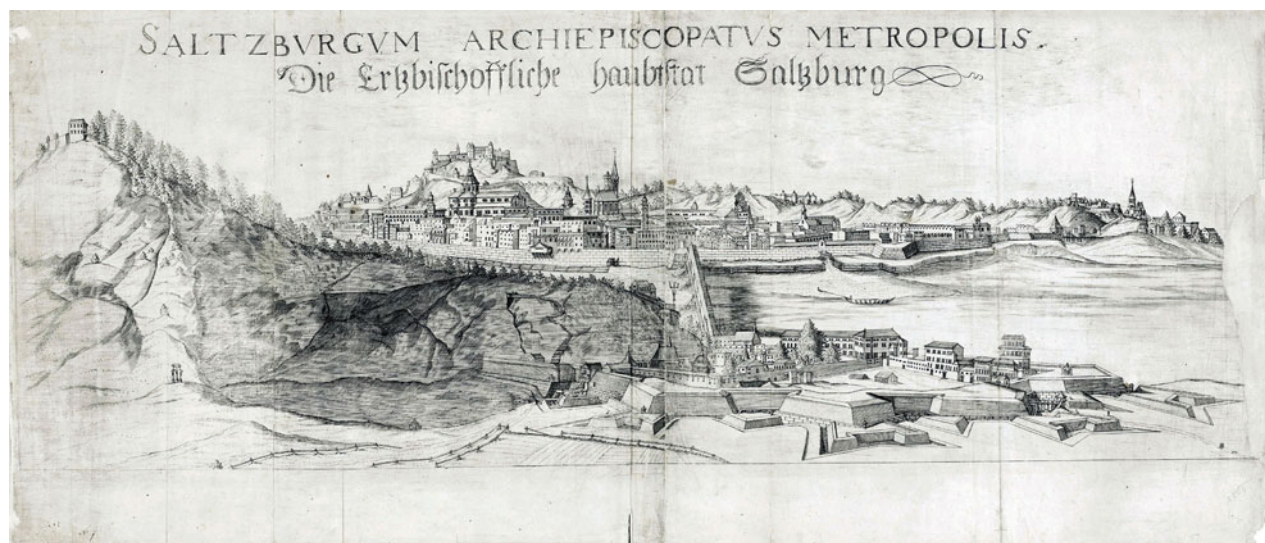 SALTZBVRGVM ARCHIEPISCOPATVS METROPOLIS.
Die Ertzbischoffliche haubtstat Saltzburg